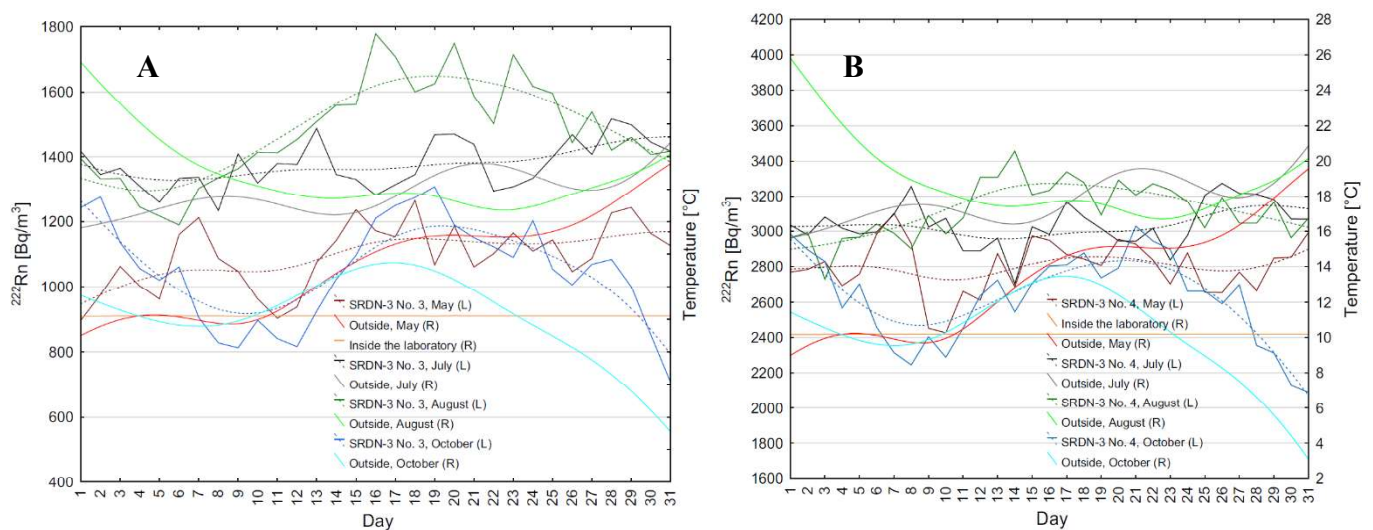 A
1800
1600
1400
1200
1000
800
600
400
²²²Rn [Bq/m³]
Temperature [°C]
SRDN-3 No. 3, May (L)
Outside, May (R)
Inside the laboratory (R)
SRDN-3 No. 3, July (L)
Outside, July (R)
SRDN-3 No. 3, August (L)
Outside, August (R)
SRDN-3 No. 3, October (L)
Outside, October (R)
1 2 3 4 5 6 7 8 9 10 11 12 13 14 15 16 17 18 19 20 21 22 23 24 25 26 27 28 29 30 31
Day
B
4200
4000
3800
3600
3400
3200
3000
2800
2600
2400
2200
2000
1800
1600
²²²Rn [Bq/m³]
28
26
24
22
20
18
16
14
12
10
8
6
4
2
Temperature [°C]
SRDN-3 No. 4, May (L)
Inside the laboratory (R)
Outside, May (R)
SRDN-3 No. 4, July (L)
Outside, July (R)
SRDN-3 No. 4, August (L)
Outside, August (R)
SRDN-3 No. 4, October (L)
Outside, October (R)
1 2 3 4 5 6 7 8 9 10 11 12 13 14 15 16 17 18 19 20 21 22 23 24 25 26 27 28 29 30 31
Day